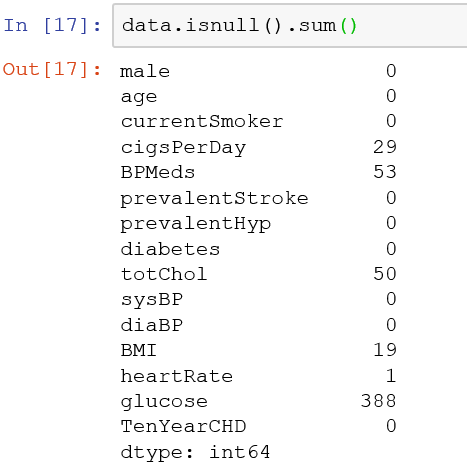 In [17]: data.isnull().sum()
Out[17]: male 0
age 0
currentSmoker 0
cigsPerDay 29
BPMeds 53
prevalentStroke 0
prevalentHyp 0
diabetes 0
totChol 50
sysBP 0
diaBP 0
BMI 19
heartRate 1
glucose 388
TenYearCHD 0
dtype: int64